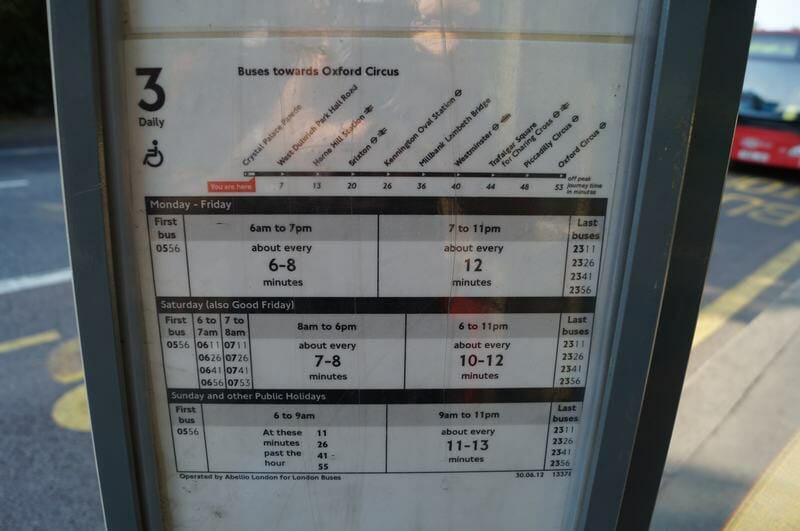 3
Daily
Buses towards Oxford Circus
Crystal Palace Parade
West Dulwich Park Hall Road
Herne Hill Station
Brixton
Kennington Oval Station
Millbank Lambeth Bridge
Westminster
Trafalgar Square
for Charing Cross
Piccadilly Circus
Oxford Circus
You are here 7 13 20 26 36 40 44 48 53 off peak
journey time
in minutes
Monday - Friday
First
bus
0556
6am to 7pm
about every
6-8
minutes
7 to 11pm
about every
12
minutes
Last
buses
2311
2326
2341
2356
Saturday (also Good Friday)
First
bus
0556
6 to
7am
0611
0626
0641
0656
7 to
8am
0711
0726
0741
0753
8am to 6pm
about every
7-8
minutes
6 to 11pm
about every
10-12
minutes
Last
buses
2311
2326
2341
2356
Sunday and other Public Holidays
First
bus
0556
6 to 9am
At these 11
minutes 26
past the 41
hour 55
9am to 11pm
about every
11-13
minutes
Last
buses
2311
2326
2341
2356
Operated by Abellio London for London Buses
30.06.12